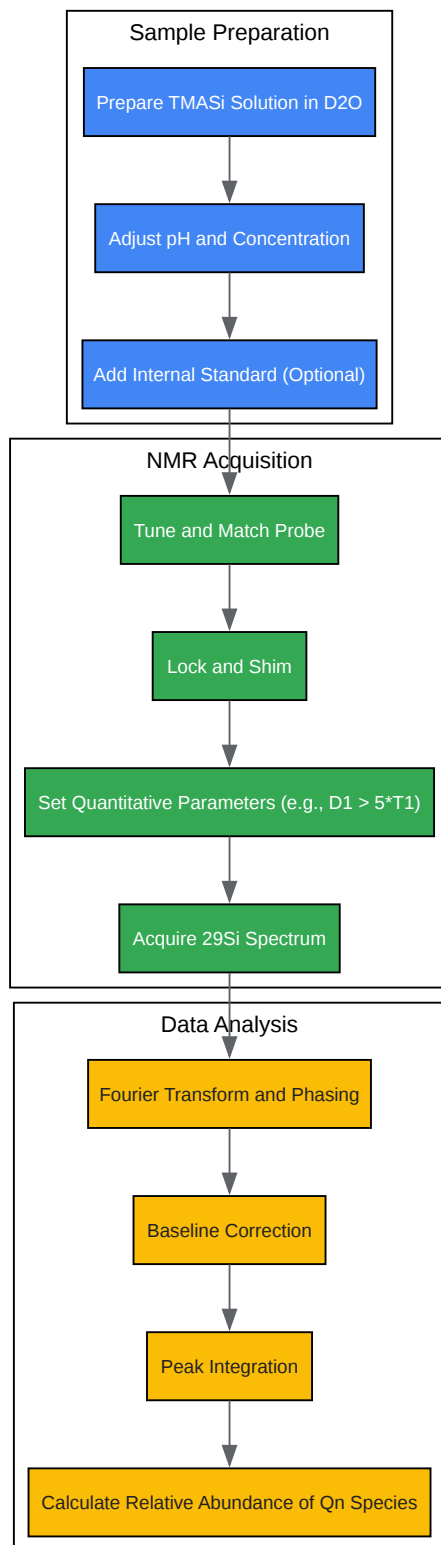 Sample Preparation
Prepare TMASi Solution in D2O
Adjust pH and Concentration
Add Internal Standard (Optional)
NMR Acquisition
Tune and Match Probe
Lock and Shim
Set Quantitative Parameters (e.g., D1 > 5*T1)
Acquire 29Si Spectrum
Data Analysis
Fourier Transform and Phasing
Baseline Correction
Peak Integration
Calculate Relative Abundance of Qn Species